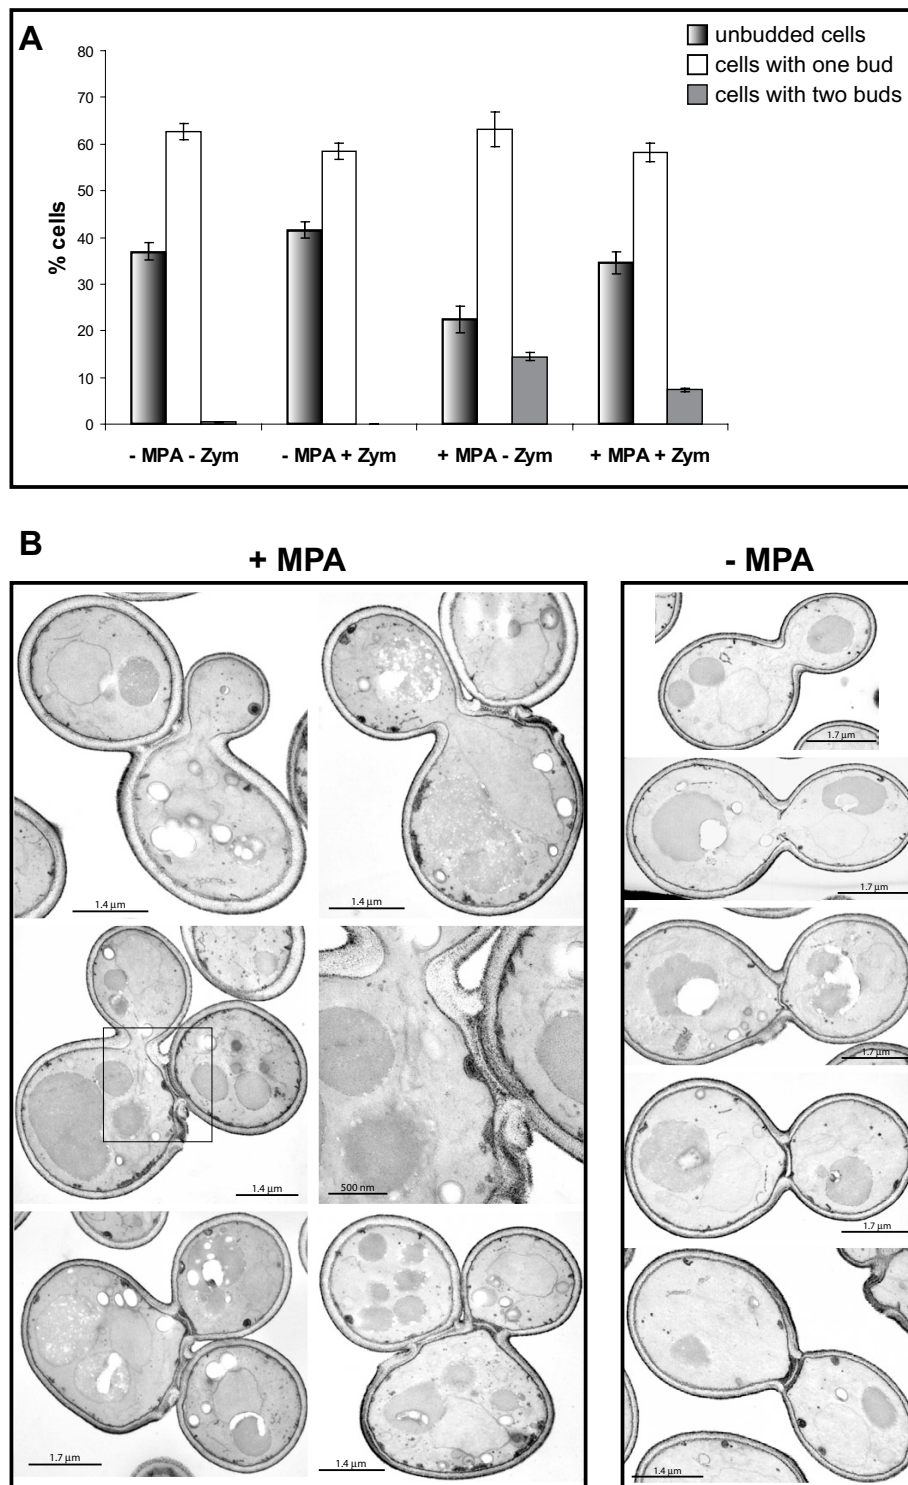 A
unbudded cells
cells with one bud
cells with two buds
80
70
60
50
40
30
20
10
0
% cells
- MPA - Zym
- MPA + Zym
+ MPA - Zym
+ MPA + Zym
B
+ MPA
- MPA
1.4 µm
1.4 µm
1.4 µm
500 nm
1.7 µm
1.4 µm
1.7 µm
1.7 µm
1.7 µm
1.7 µm
1.4 µm